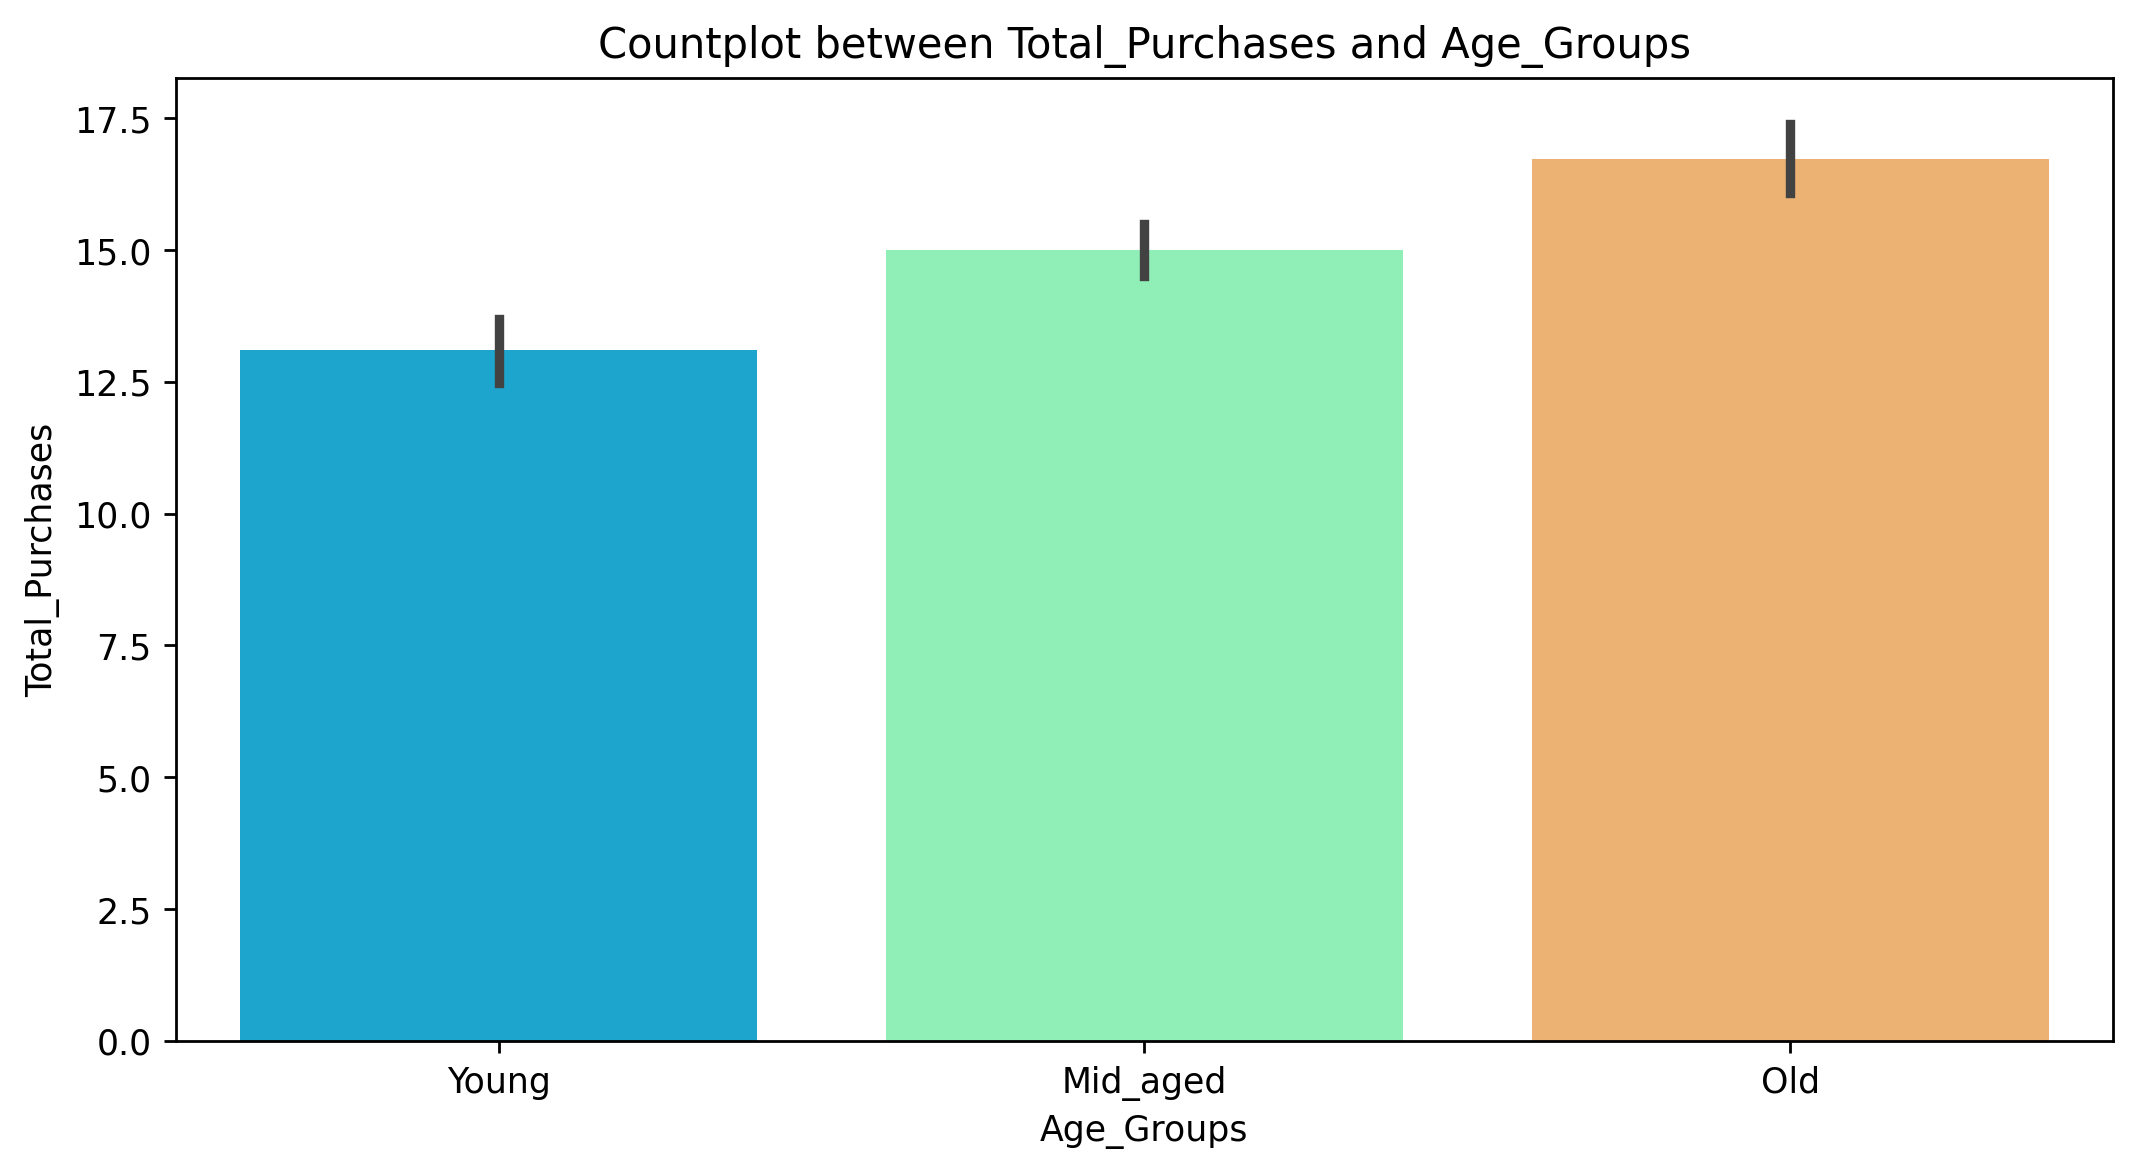 Countplot between Total_Purchases and Age_Groups
17.5
15.0
12.5
10.0
7.5
5.0
2.5
0.0
Total_Purchases
Young Mid_aged Old
Age_Groups